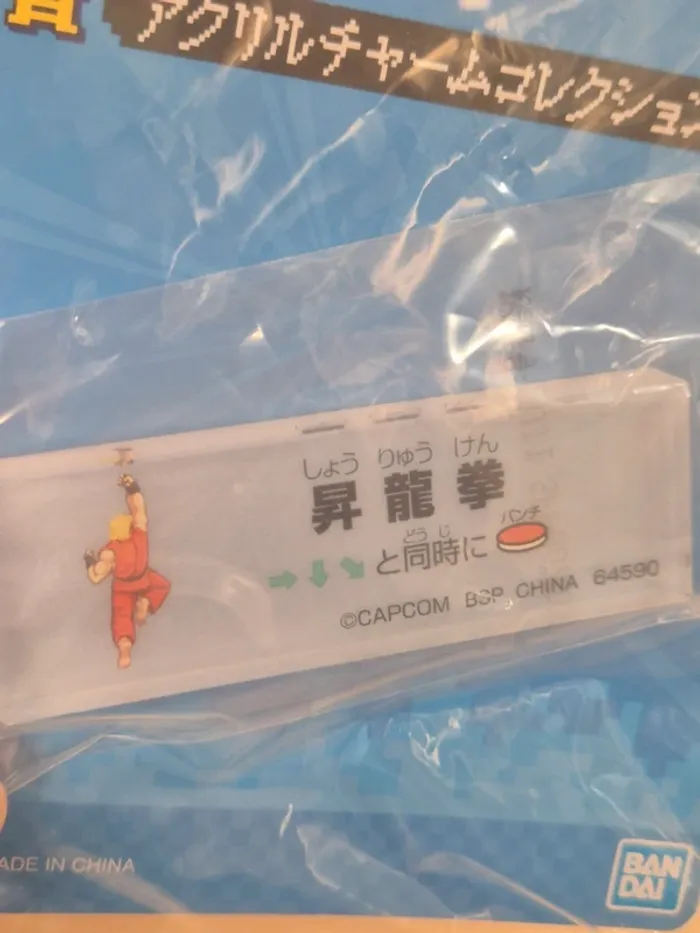 賞
アクリルチャームコレクション
しょう りゅう けん
昇龍拳
どう じ パンチ
→↓↘と同時に
©CAPCOM BSP CHINA 64590
ADE IN CHINA
BAN
DAI